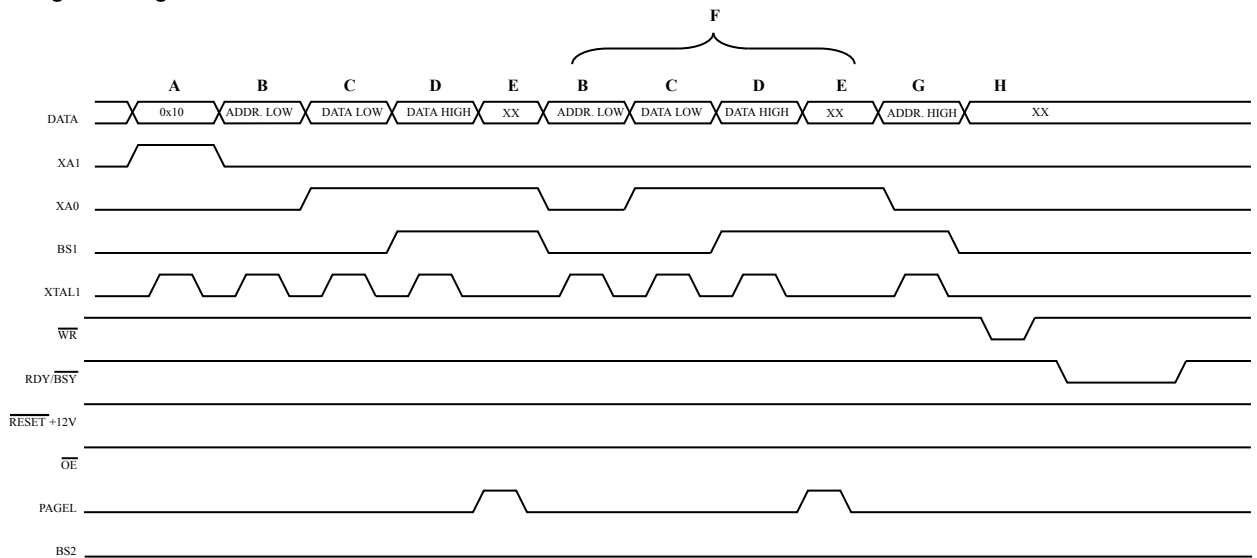 F
A B C D E B C D E G H
DATA 0x10 ADDR. LOW DATA LOW DATA HIGH XX ADDR. LOW DATA LOW DATA HIGH XX ADDR. HIGH XX
XA1
XA0
BS1
XTAL1
WR
RDY/BSY
RESET +12V
OE
PAGEL
BS2